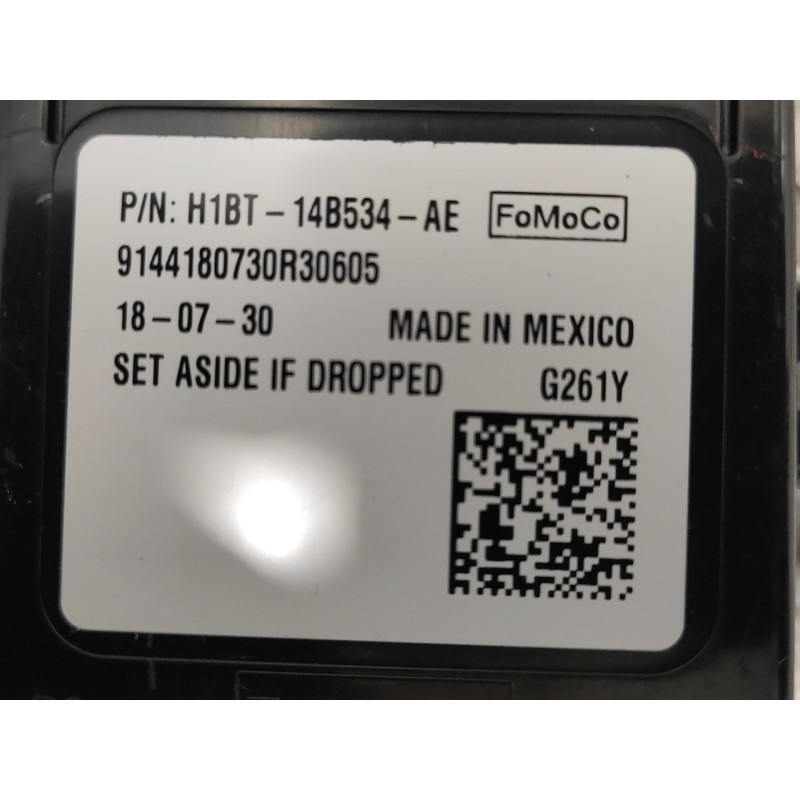 P/N: H1BT-14B534-AE FoMoCo
9144180730R30605
18-07-30 MADE IN MEXICO
SET ASIDE IF DROPPED G261Y